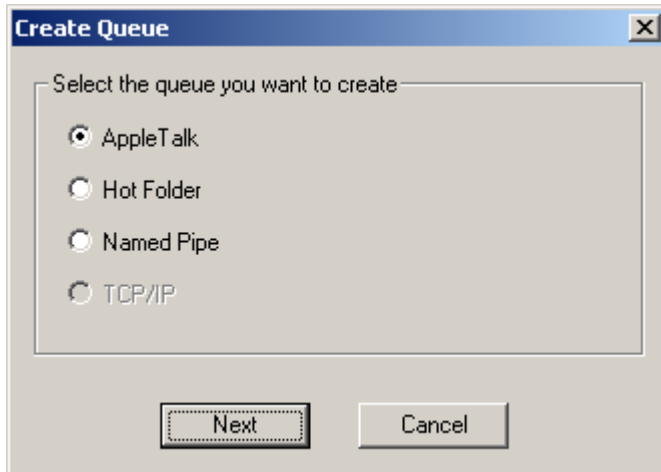 Create Queue
Select the queue you want to create
AppleTalk
Hot Folder
Named Pipe
TCP/IP
Next Cancel